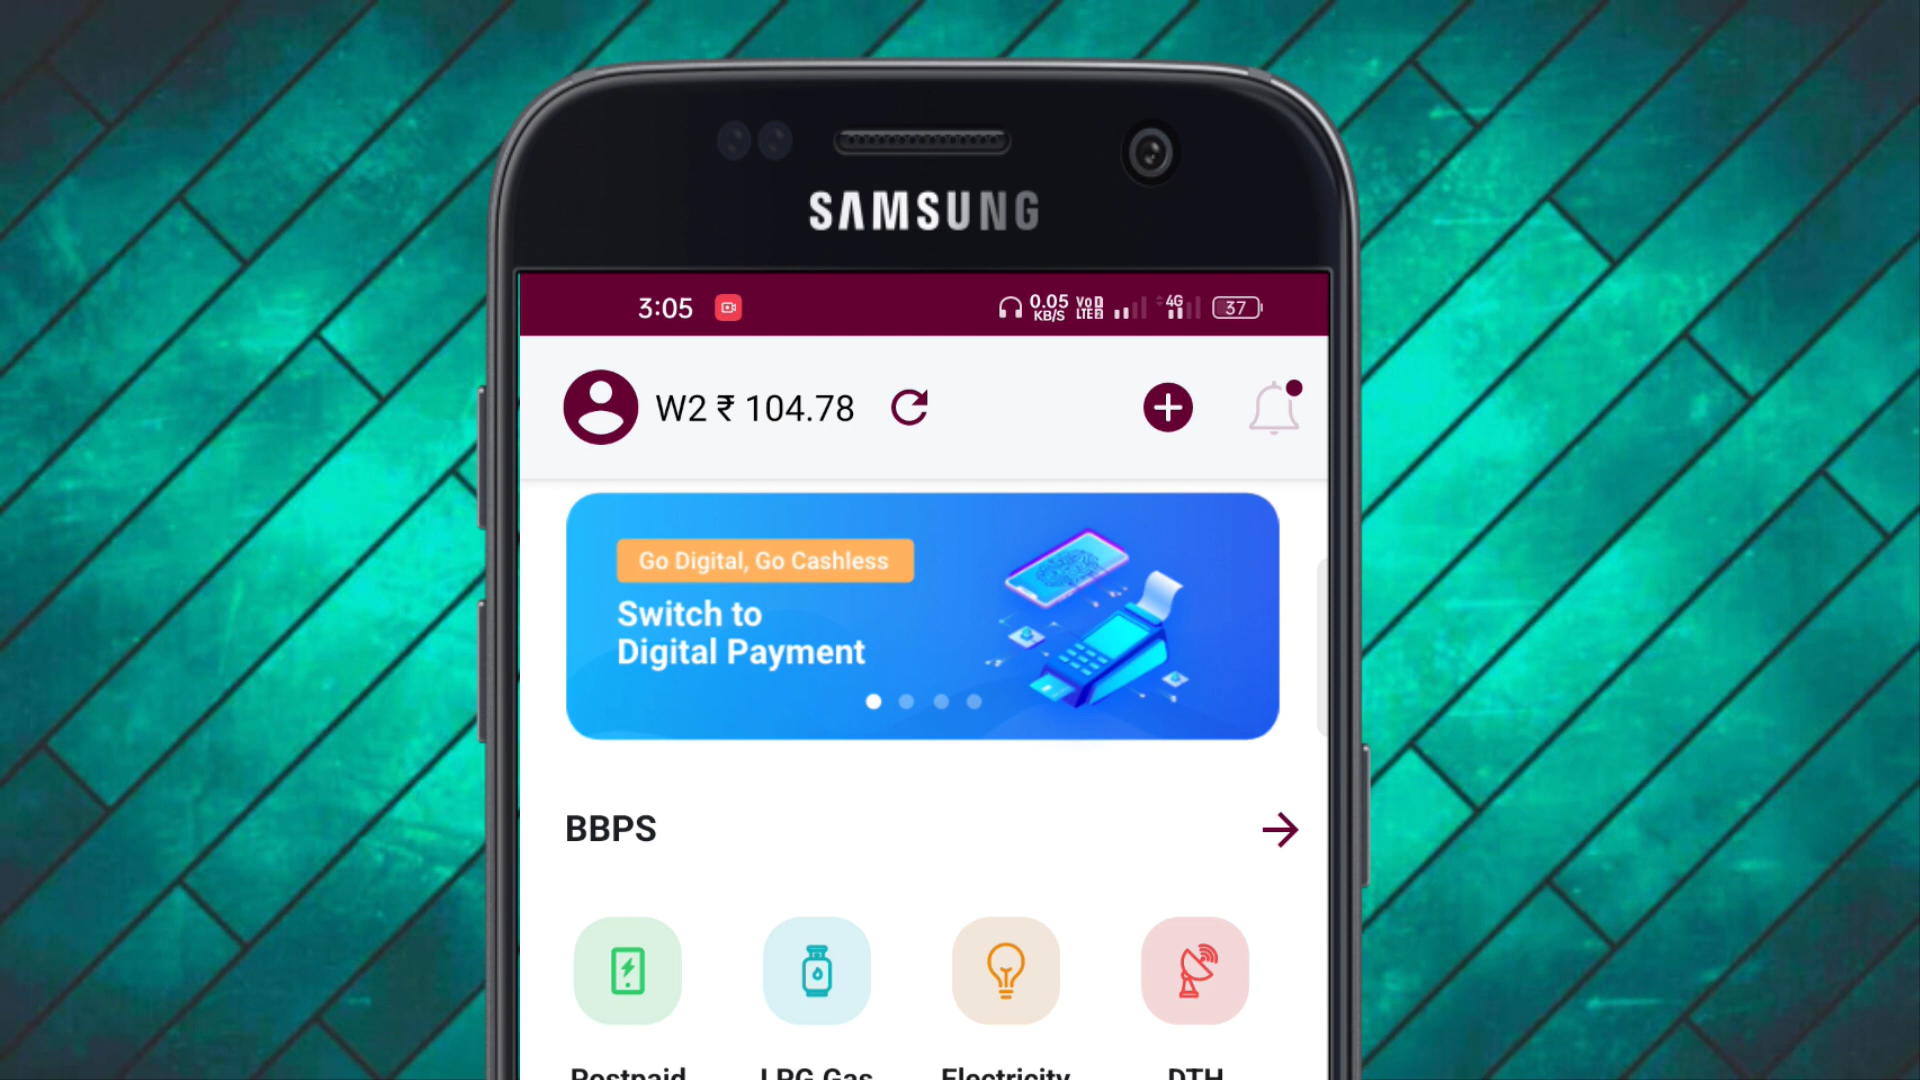 SAMSUNG
3:05
0.05 KB/S
Vo LTE
4G
37
W2 ₹ 104.78
Go Digital, Go Cashless
Switch to
Digital Payment
BBPS
Postpaid LPG Gas Electricity DTH